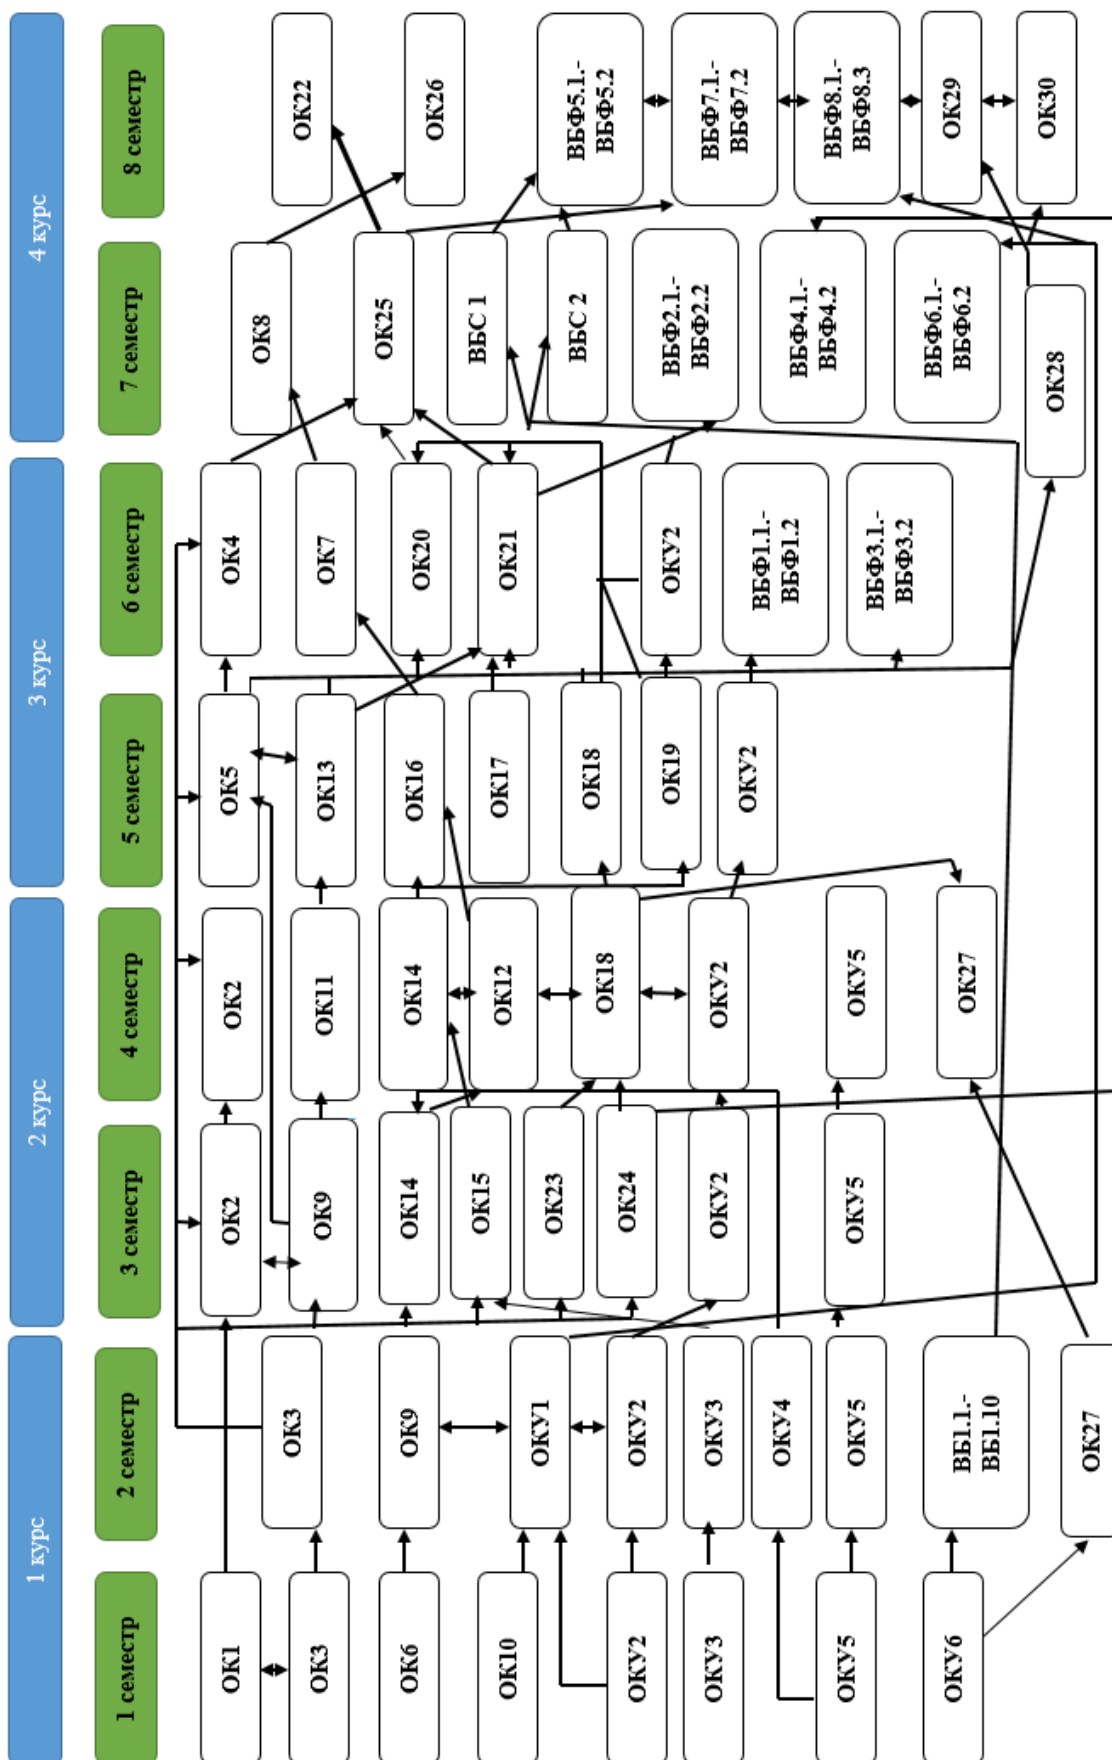 1 курс
2 курс
3 курс
4 курс
1 семестр
2 семестр
3 семестр
4 семестр
5 семестр
6 семестр
7 семестр
8 семестр
ОК1
ОК3
ОК6
ОК10
ОКУ2
ОКУ3
ОКУ5
ОКУ6
ОК3
ОК9
ОКУ1
ОКУ2
ОКУ3
ОКУ4
ОКУ5
ВБ1.1.-
ВБ1.10
ОК27
ОК2
ОК9
ОК14
ОК15
ОК23
ОК24
ОКУ2
ОКУ5
ОК2
ОК11
ОК14
ОК12
ОК18
ОКУ2
ОКУ5
ОК27
ОК5
ОК13
ОК16
ОК17
ОК18
ОК19
ОКУ2
ОК4
ОК7
ОК20
ОК21
ОКУ2
ВБФ1.1.-
ВБФ1.2
ВБФ3.1.-
ВБФ3.2
ОК8
ОК25
ВБС 1
ВБС 2
ВБФ2.1.-
ВБФ2.2
ВБФ4.1.-
ВБФ4.2
ВБФ6.1.-
ВБФ6.2
ОК28
ОК22
ОК26
ВБФ5.1.-
ВБФ5.2
ВБФ7.1.-
ВБФ7.2
ВБФ8.1.-
ВБФ8.3
ОК29
ОК30